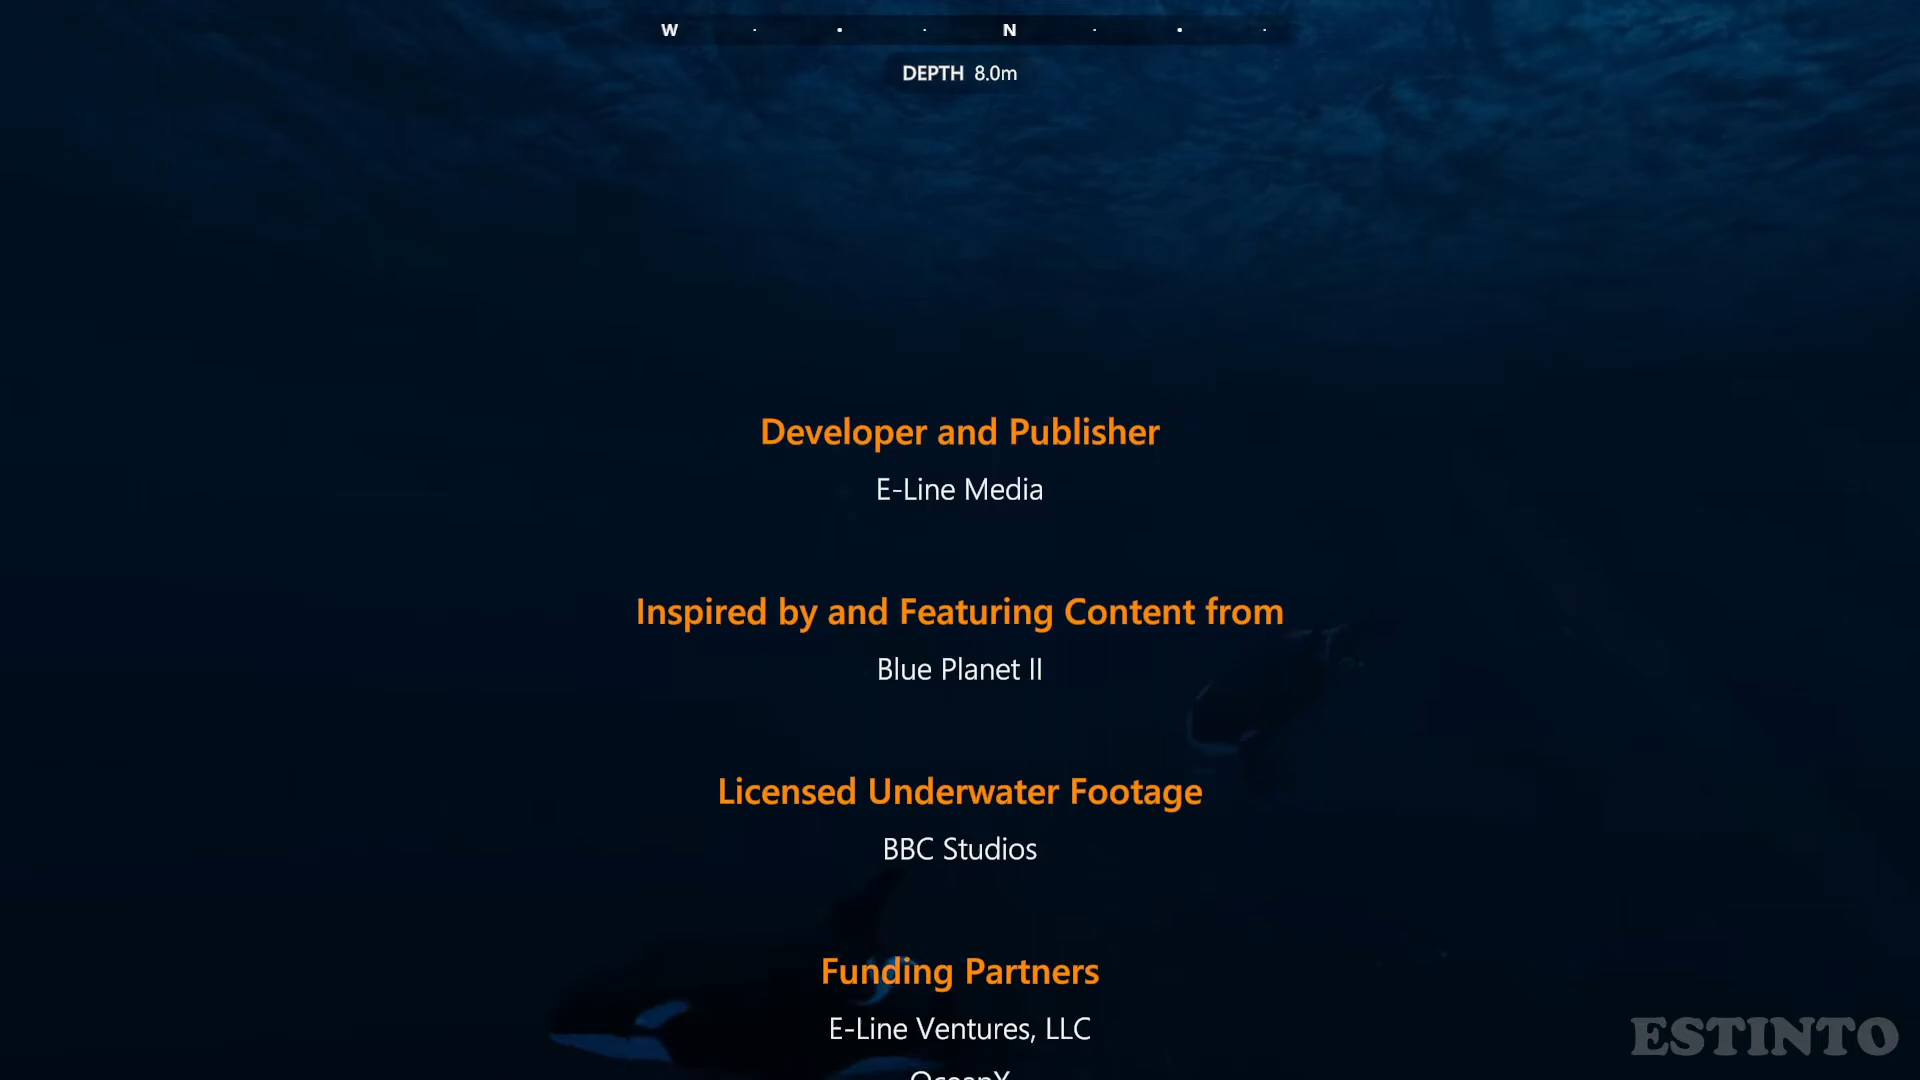 W N
DEPTH 8.0m
Developer and Publisher
E-Line Media
Inspired by and Featuring Content from
Blue Planet II
Licensed Underwater Footage
BBC Studios
Funding Partners
E-Line Ventures, LLC
OceanX
ESTINTO